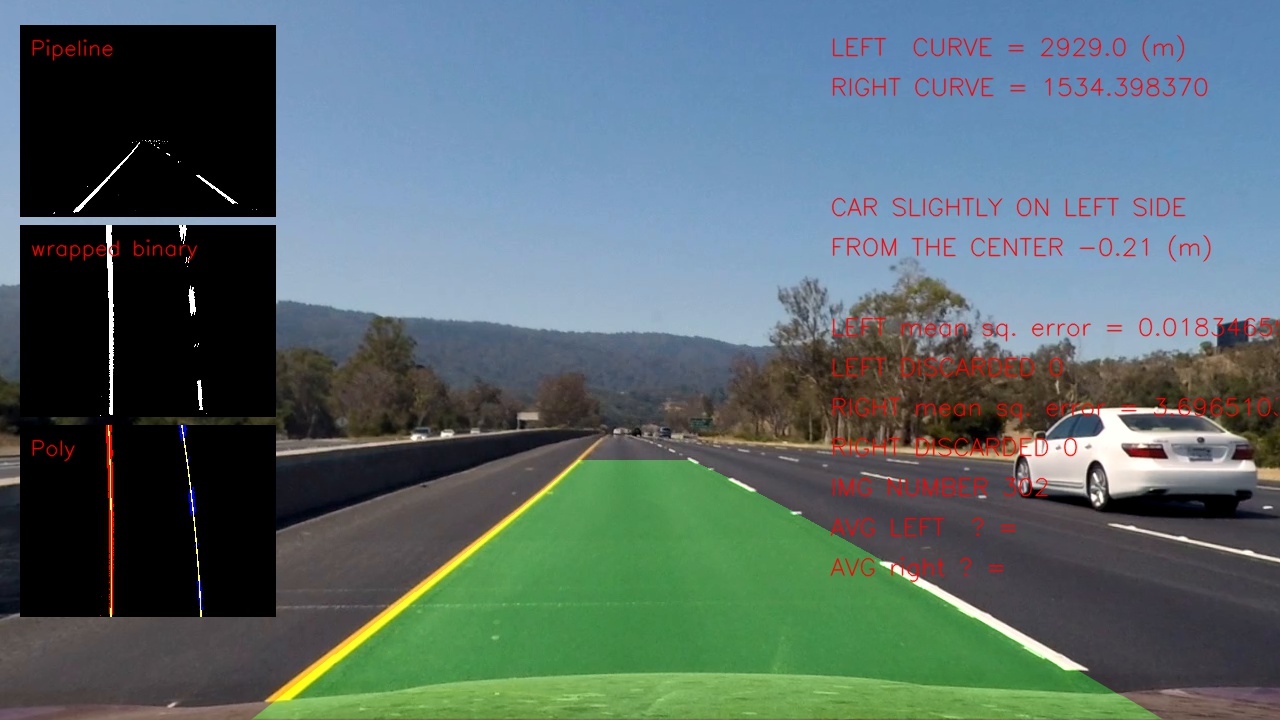 Pipeline
wrapped binary
Poly
LEFT  CURVE = 2929.0 (m)
RIGHT CURVE = 1534.398370
CAR SLIGHTLY ON LEFT SIDE
FROM THE CENTER -0.21 (m)
LEFT mean sq. error = 0.0183465
LEFT DISCARDED 0
RIGHT mean sq. error = 3.696510
RIGHT DISCARDED 0
IMG NUMBER 302
AVG LEFT  ? =
AVG right ? =